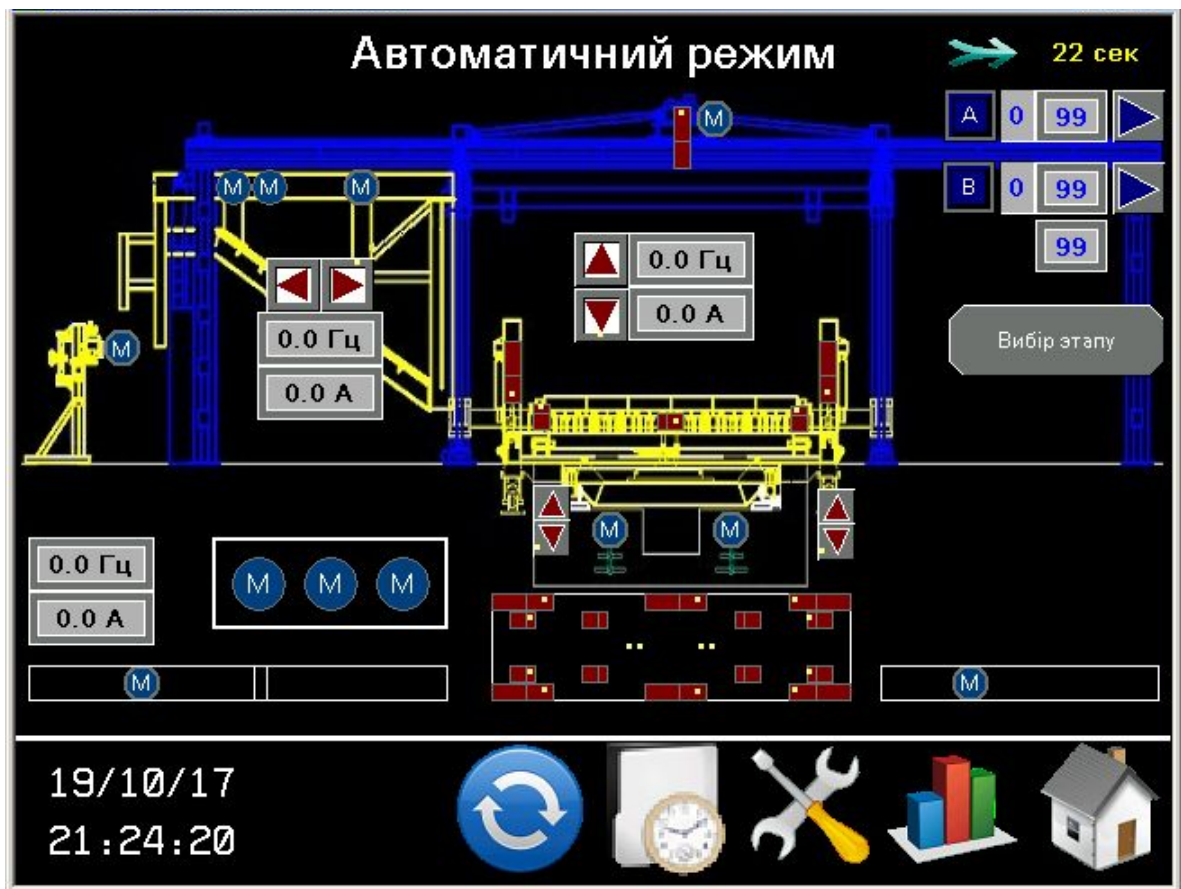 Автоматичний режим
22 сек
А 0 99
М
В 0 99
М М М
99
0.0 Гц
0.0 А
0.0 Гц
0.0 А
Вибір этапу
М
М М
0.0 Гц
0.0 А
М М М
М
М
19/10/17
21:24:20